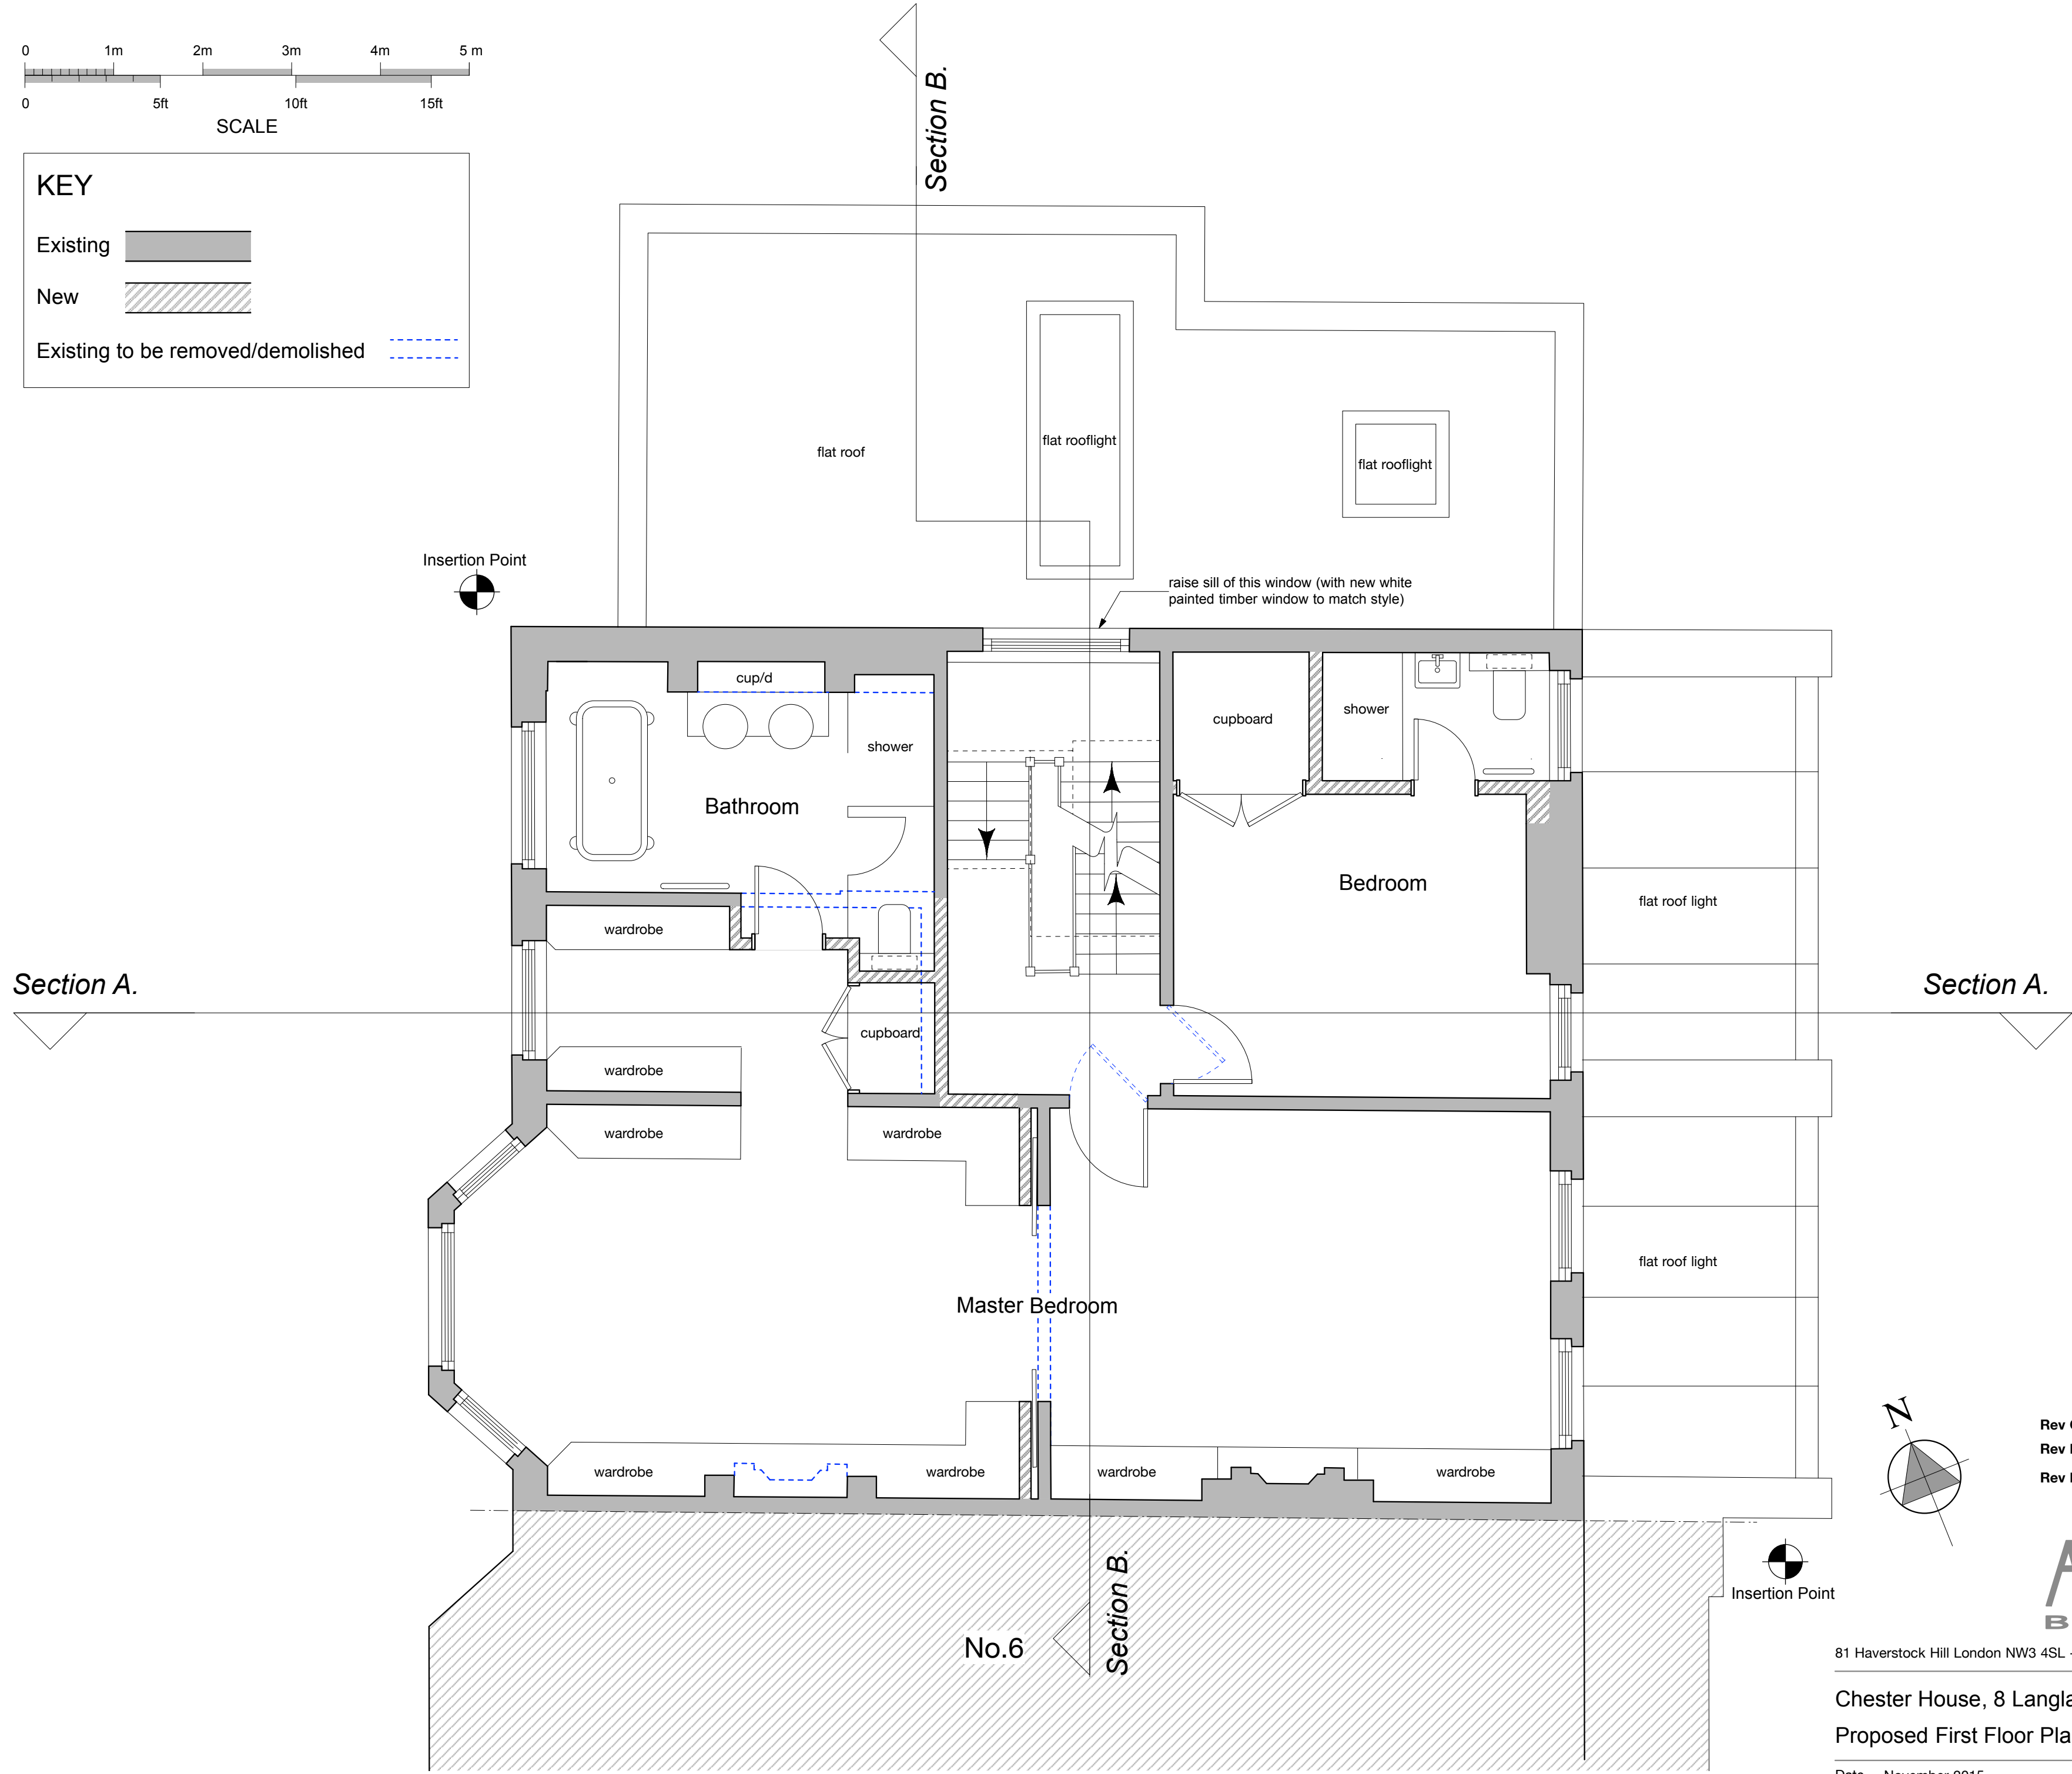 0 1m 2m 3m 4m 5 m
0 5ft 10ft 15ft
SCALE
KEY
Existing
New
Existing to be removed/demolished
Section B.
flat roof
flat rooflight
flat rooflight
Insertion Point
raise sill of this window (with new white
painted timber window to match style)
cup/d
shower
Bathroom
cupboard
shower
Bedroom
wardrobe
flat roof light
Section A.
Section A.
cupboard
wardrobe
wardrobe
wardrobe
flat roof light
Master Bedroom
N
Rev
Rev
Rev
wardrobe
wardrobe
wardrobe
wardrobe
Section B.
Insertion Point
No.6
81 Haverstock Hill London NW3 4SL
Chester House, 8
Proposed First Floor